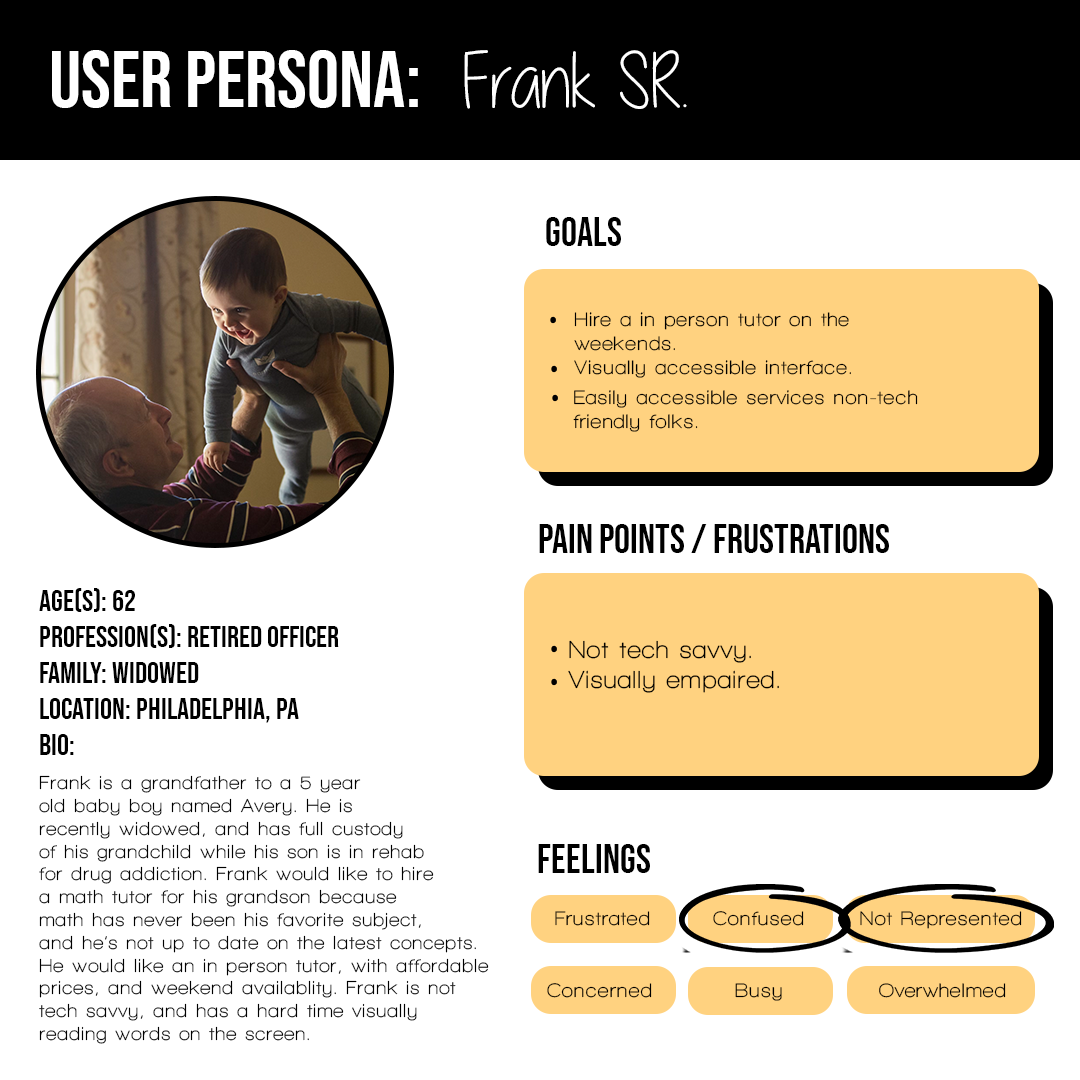 USER PERSONA: Frank SR.
AGE(S): 62
PROFESSION(S): RETIRED OFFICER
FAMILY: WIDOWED
LOCATION: PHILADELPHIA, PA
BIO:
Frank is a grandfather to a 5 year
old baby boy named Avery. He is
recently widowed, and has full custody
of his grandchild while his son is in rehab
for drug addiction. Frank would like to hire
a math tutor for his grandson because
math has never been his favorite subject,
and he's not up to date on the latest concepts.
He would like an in person tutor, with affordable
prices, and weekend availablity. Frank is not
tech savvy, and has a hard time visually
reading words on the screen.
GOALS
• Hire a in person tutor on the
weekends.
• Visually accessible interface.
• Easily accessible services non-tech
friendly folks.
PAIN POINTS / FRUSTRATIONS
• Not tech savvy.
• Visually empaired.
FEELINGS
Frustrated Confused Not Represented
Concerned Busy Overwhelmed